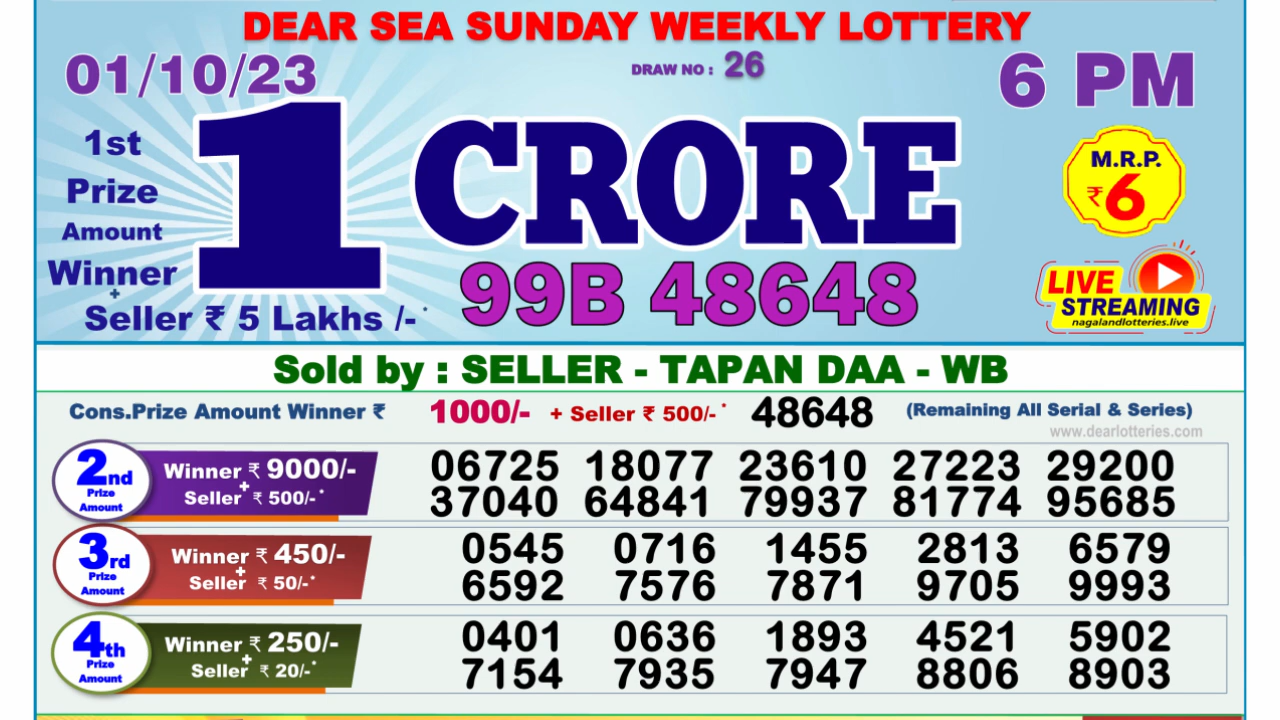 DEAR SEA SUNDAY WEEKLY LOTTERY
01/10/23
DRAW NO : 26
6 PM
1st
Prize
Amount
Winner
+
Seller ₹ 5 Lakhs /- *
1 CRORE
99B 48648
M.R.P.
₹ 6
LIVE
STREAMING
nagalandlotteries.live
Sold by : SELLER - TAPAN DAA - WB
Cons.Prize Amount Winner ₹ 1000/- + Seller ₹ 500/- * 48648 (Remaining All Serial & Series)
www.dearlotteries.com
2nd
Prize
Amount
Winner ₹ 9000/-
+
Seller ₹ 500/- *
06725 18077 23610 27223 29200
37040 64841 79937 81774 95685
3rd
Prize
Amount
Winner ₹ 450/-
+
Seller ₹ 50/- *
0545 0716 1455 2813 6579
6592 7576 7871 9705 9993
4th
Prize
Amount
Winner ₹ 250/-
+
Seller ₹ 20/- *
0401 0636 1893 4521 5902
7154 7935 7947 8806 8903